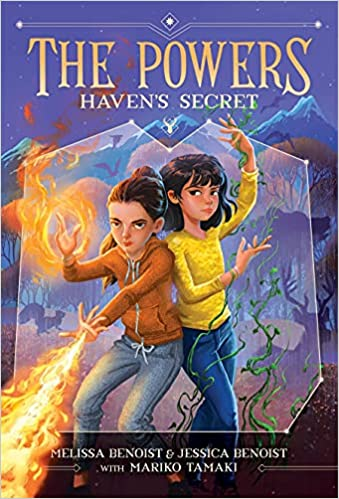 THE POWERS
HAVEN'S SECRET
MELISSA BENOIST & JESSICA BENOIST
WITH MARIKO TAMAKI